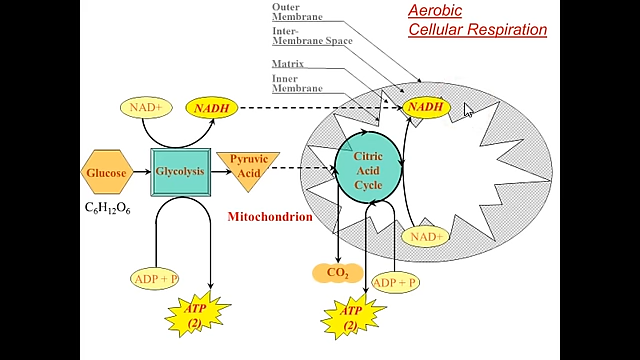 Aerobic
Cellular Respiration
Outer
Membrane
Inter-
Membrane Space
Matrix
Inner
Membrane
NAD+
NADH
NADH
Glucose
Glycolysis
Pyruvic
Acid
Citric
Acid
Cycle
C6H12O6
Mitochondrion
NAD+
ADP + P
CO2
ADP + P
ATP
(2)
ATP
(2)